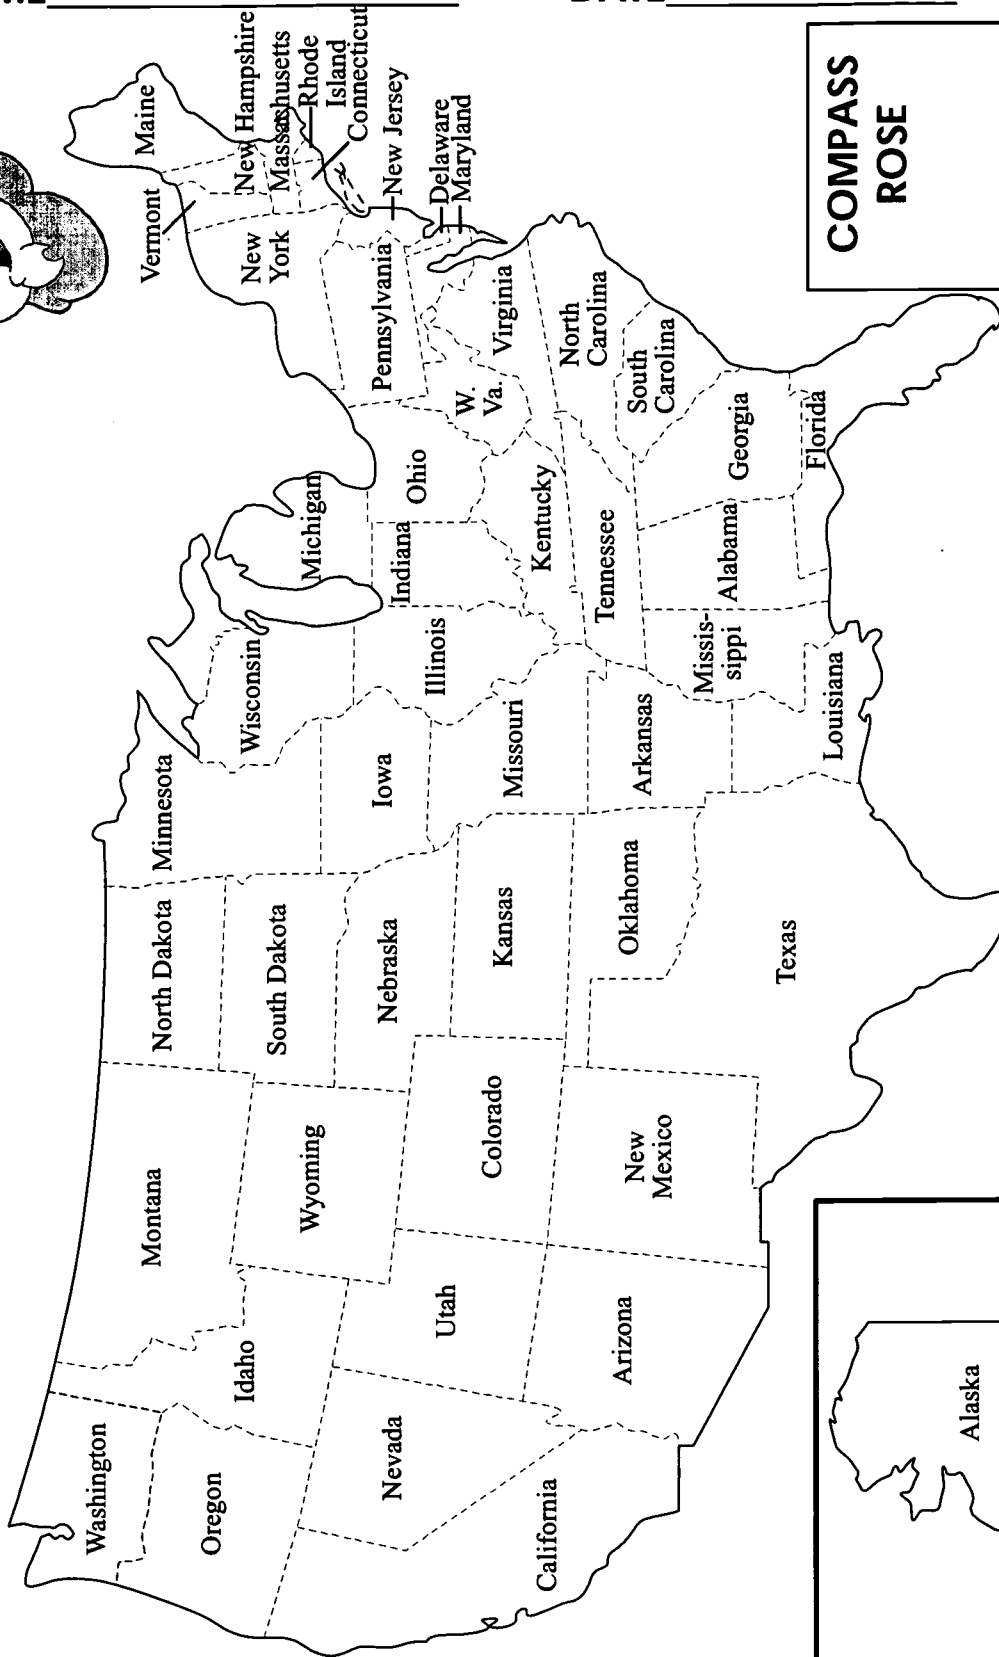 Maine
Vermont
New Hampshire
Massachusetts
Rhode
Island
Connecticut
New
York
New Jersey
Pennsylvania
Delaware
Maryland
W.
Va.
Virginia
North
Carolina
South
Carolina
Georgia
Florida
Michigan
Ohio
Indiana
Kentucky
Tennessee
Alabama
Missis-
sippi
Wisconsin
Illinois
Minnesota
Iowa
Missouri
Arkansas
Louisiana
North Dakota
South Dakota
Nebraska
Kansas
Oklahoma
Texas
Montana
Wyoming
Colorado
New
Mexico
Idaho
Utah
Arizona
Washington
Oregon
Nevada
California
Alaska
COMPASS
ROSE